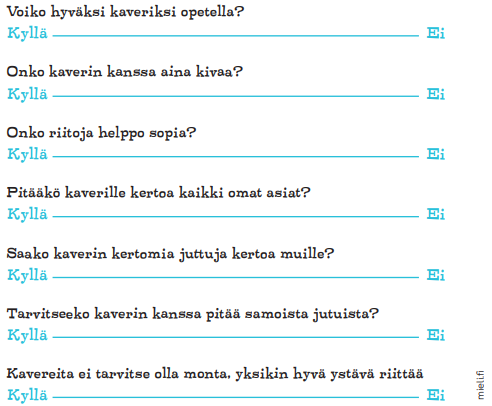 Voiko hyväksi kaveriksi opetella?
Kyllä Ei
Onko kaverin kanssa aina kivaa?
Kyllä Ei
Onko riitoja helppo sopia?
Kyllä Ei
Pitääkö kaverille kertoa kaikki omat asiat?
Kyllä Ei
Saako kaverin kertomia juttuja kertoa muille?
Kyllä Ei
Tarvitseeko kaverin kanssa pitää samoista jutuista?
Kyllä Ei
Kavereita ei tarvitse olla monta, yksikin hyvä ystävä riittää
Kyllä Ei
mieli.fi